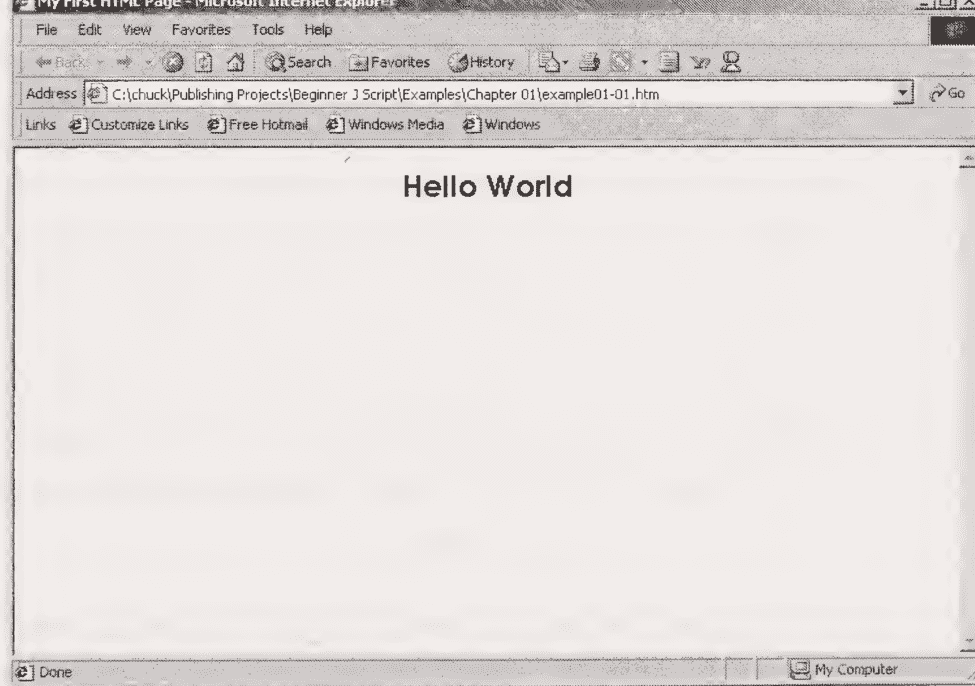 My First HTML Page - Microsoft Internet Explorer
File Edit View Favorites Tools Help
Back Search Favorites History
Address C:\chuck\Publishing Projects\Beginner J Script\Examples\Chapter 01\example01-01.htm Go
Links Customize Links Free Hotmail Windows Media Windows
Hello World
Done My Computer